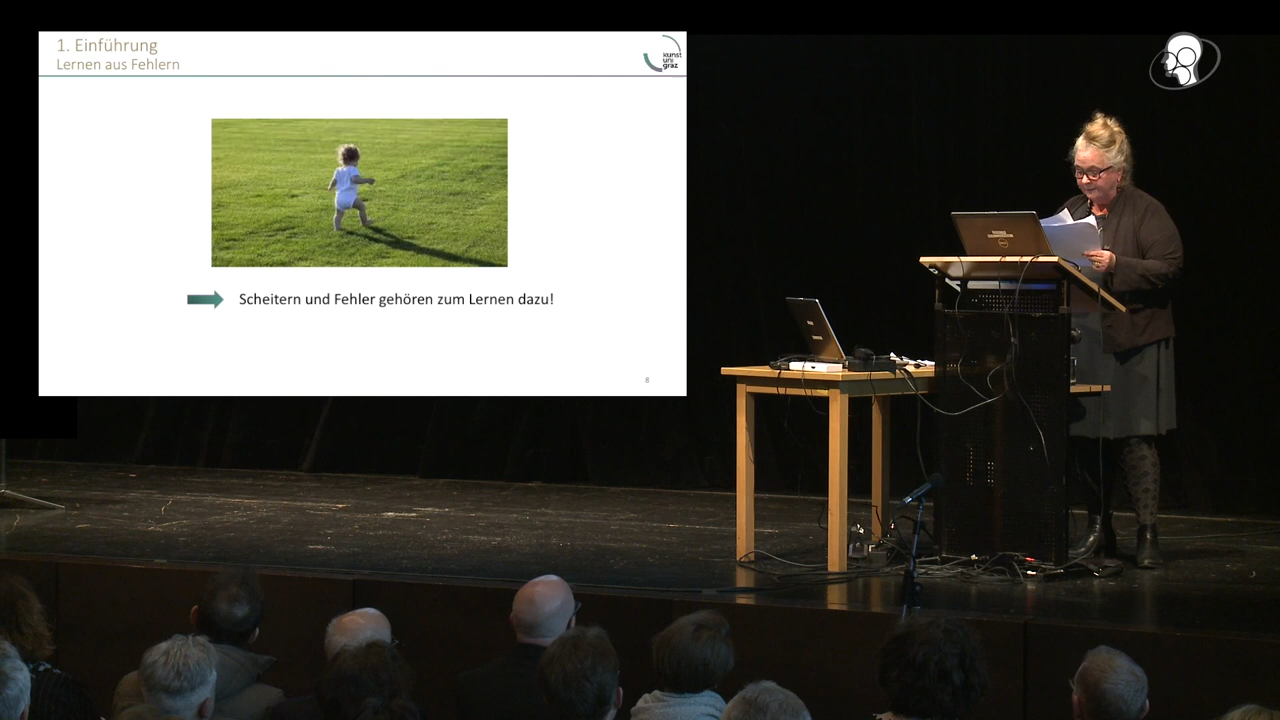 1. Einführung
Lernen aus Fehlern
kunst
uni
graz
Scheitern und Fehler gehören zum Lernen dazu!
8